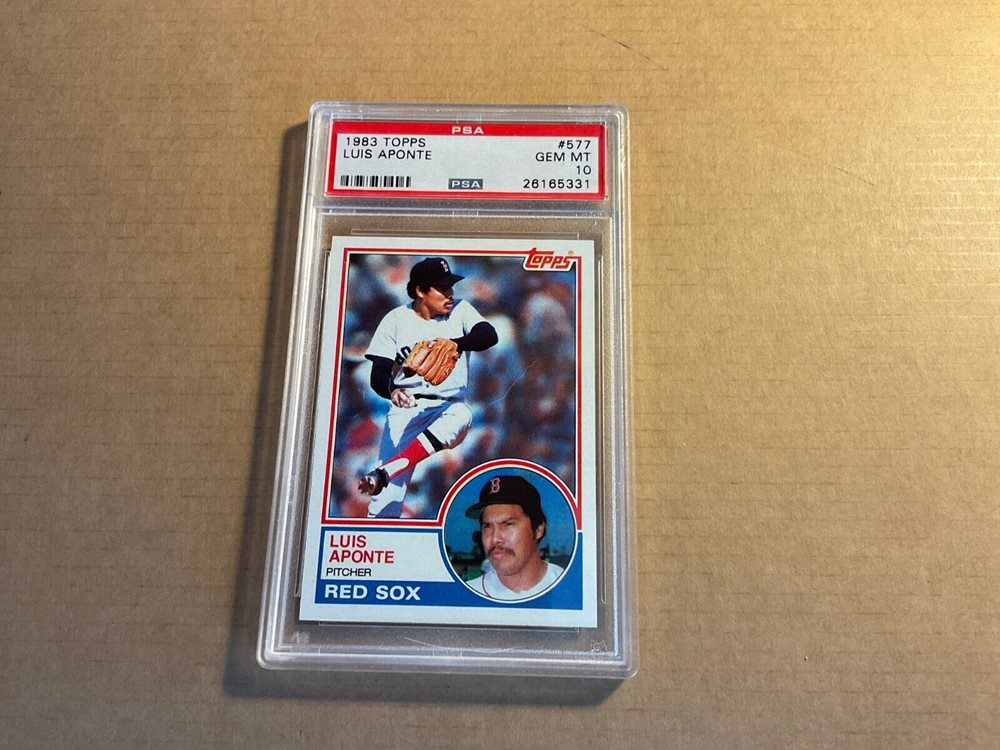 PSA
1983 TOPPS #577
LUIS APONTE GEM MT
10
PSA 26165331
topps
B
B
LUIS
APONTE
PITCHER
RED SOX